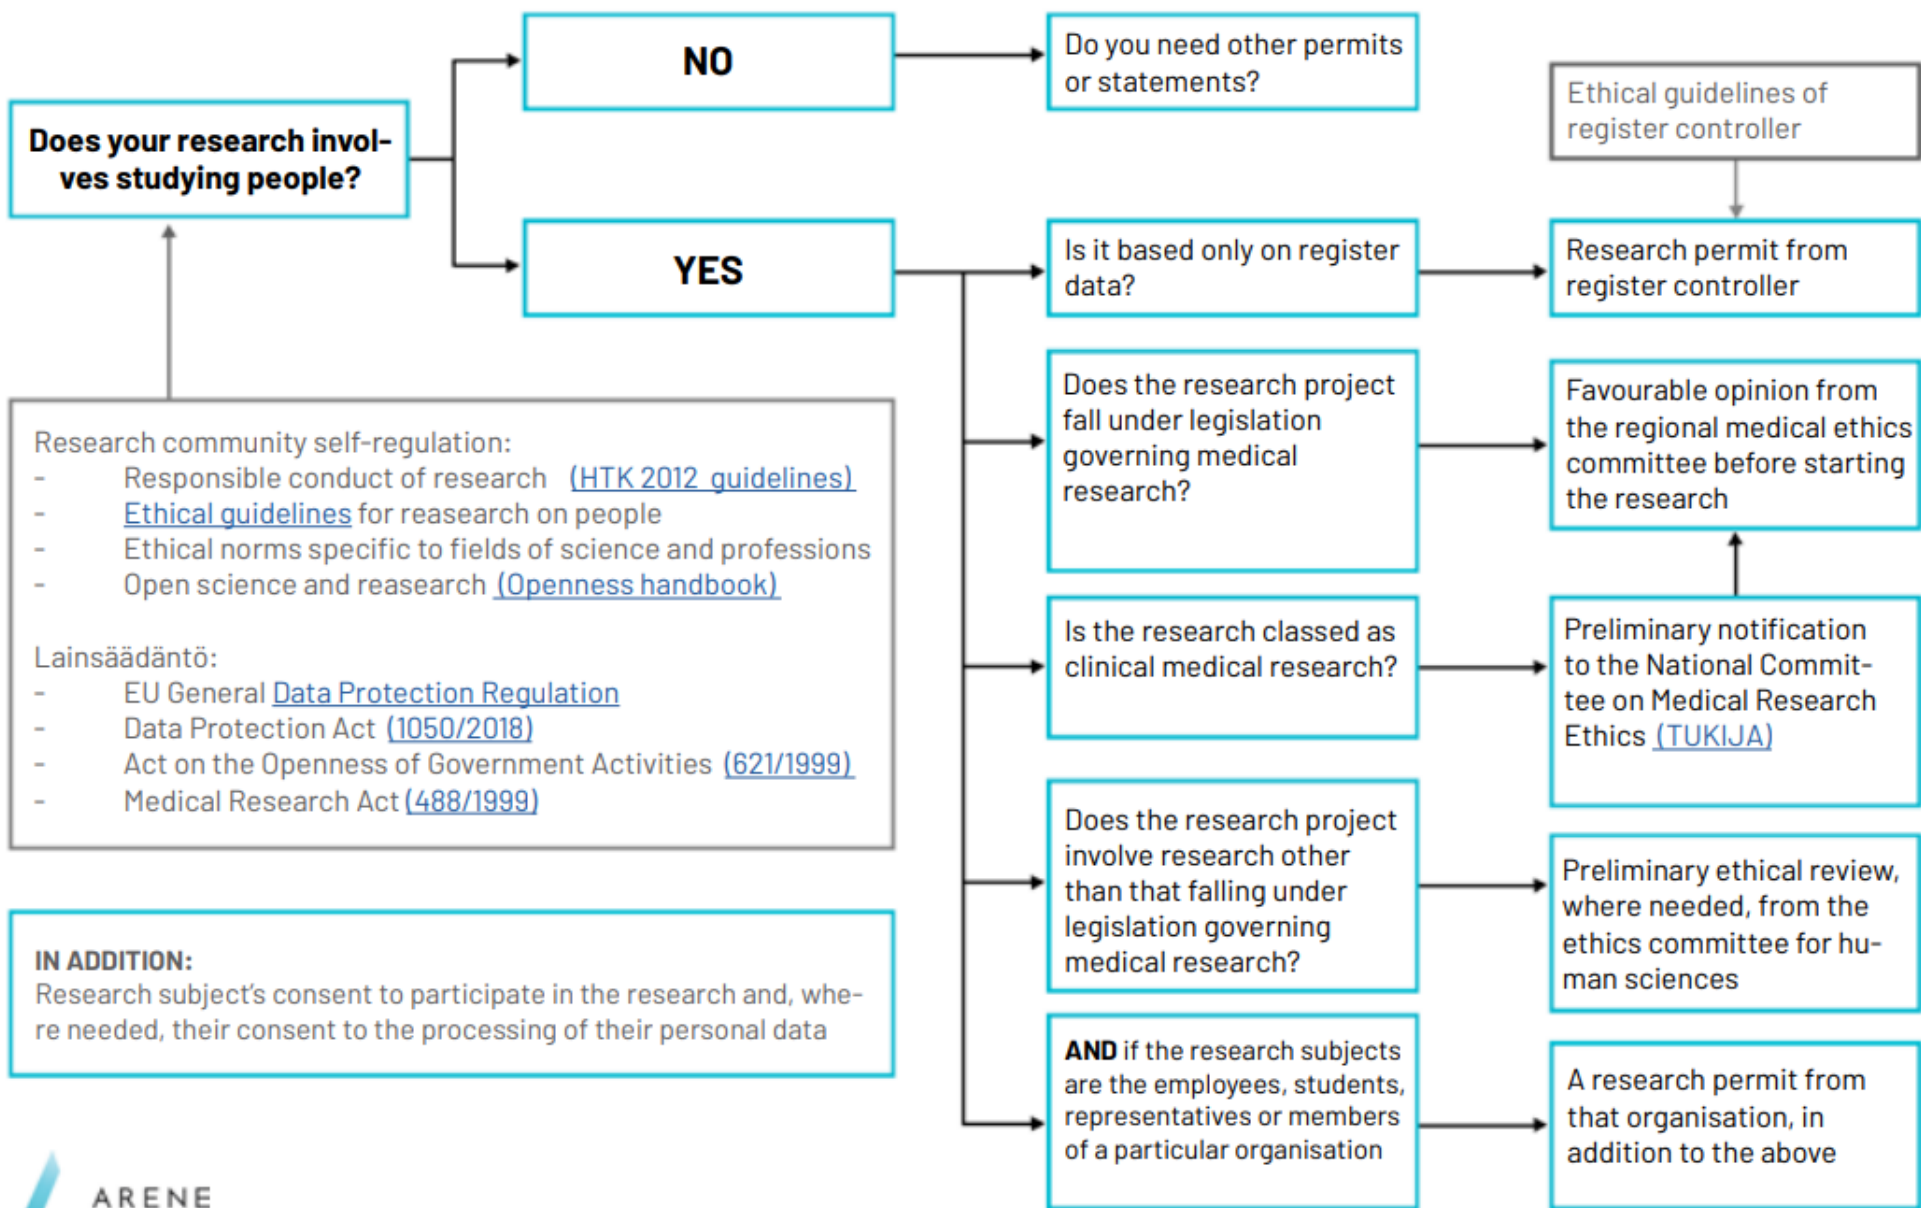 NO
Do you need other permits
or statements?
Ethical guidelines of
register controller
Does your research invol-
ves studying people?
YES
Is it based only on register
data?
Research permit from
register controller
Does the research project
fall under legislation
governing medical
research?
Favourable opinion from
the regional medical ethics
committee before starting
the research
Research community self-regulation:
- Responsible conduct of research (HTK 2012 guidelines)
- Ethical guidelines for reasearch on people
- Ethical norms specific to fields of science and professions
- Open science and reasearch (Openness handbook)
Lainsäädäntö:
- EU General Data Protection Regulation
- Data Protection Act (1050/2018)
- Act on the Openness of Government Activities (621/1999)
- Medical Research Act (488/1999)
Is the research classed as
clinical medical research?
Preliminary notification
to the National Commit-
tee on Medical Research
Ethics (TUKIJA)
Does the research project
involve research other
than that falling under
legislation governing
medical research?
Preliminary ethical review,
where needed, from the
ethics committee for hu-
man sciences
IN ADDITION:
Research subject's consent to participate in the research and, whe-
re needed, their consent to the processing of their personal data
AND if the research subjects
are the employees, students,
representatives or members
of a particular organisation
A research permit from
that organisation, in
addition to the above
ARENE